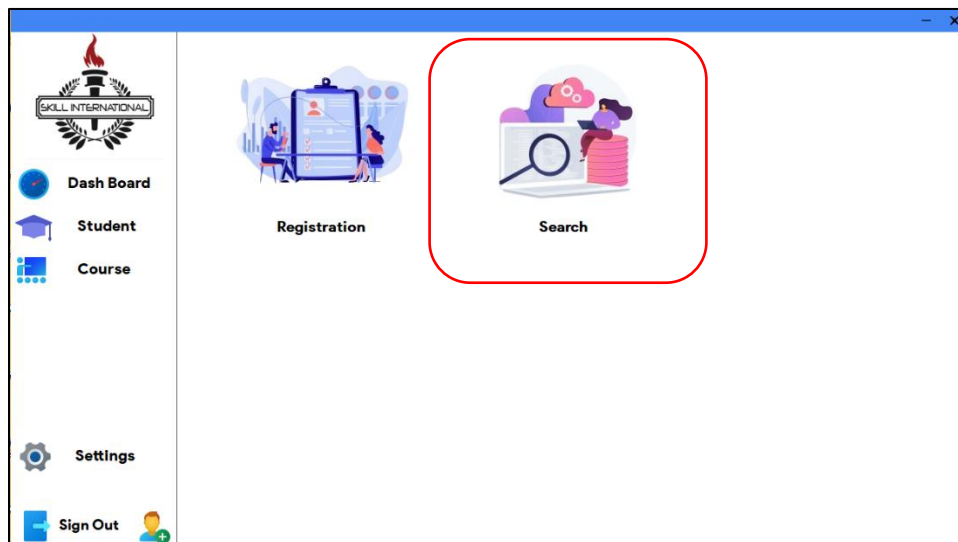 SKILL INTERNATIONAL
Dash Board
Student
Course
Settings
Sign Out
Registration
Search